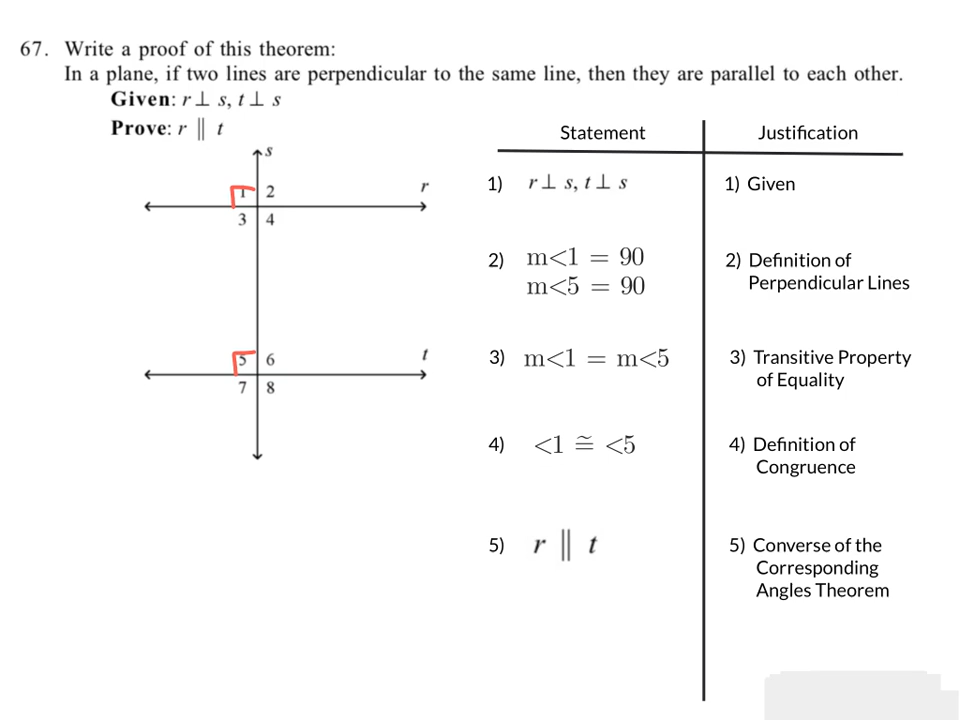 67. Write a proof of this theorem:
In a plane, if two lines are perpendicular to the same line, then they are parallel to each other.
Given: r ⊥ s, t ⊥ s
Prove: r ∥ t
s
1 2
r
3 4
5 6
t
7 8
Statement Justification
1) r ⊥ s, t ⊥ s 1) Given
2) m<1 = 90 2) Definition of
m<5 = 90 Perpendicular Lines
3) m<1 = m<5 3) Transitive Property
of Equality
4) <1 ≅ <5 4) Definition of
Congruence
5) r ∥ t 5) Converse of the
Corresponding
Angles Theorem